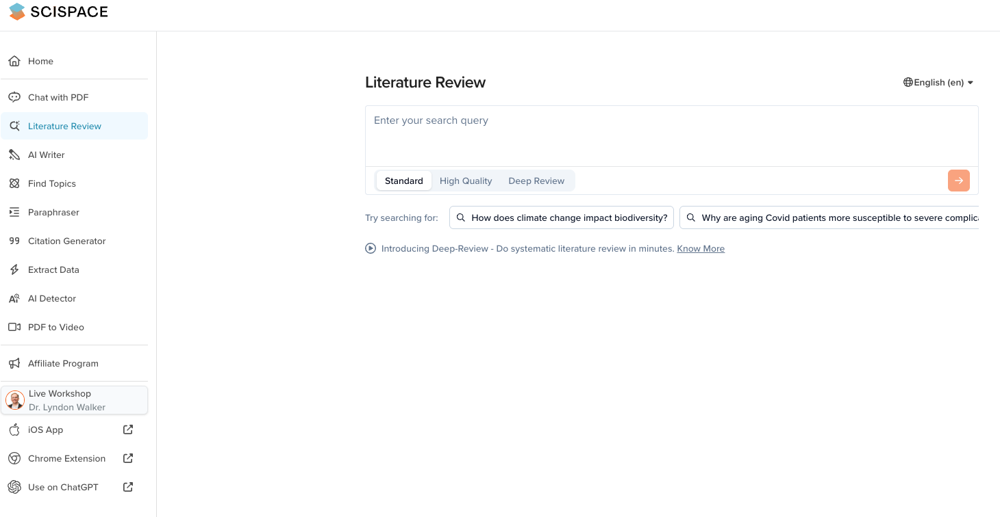 SCISPACE
Home
Chat with PDF
Literature Review
AI Writer
Find Topics
Paraphraser
Citation Generator
Extract Data
AI Detector
PDF to Video
Affiliate Program
Live Workshop
Dr. Lyndon Walker
iOS App
Chrome Extension
Use on ChatGPT
Literature Review
English (en)
Enter your search query
Standard High Quality Deep Review
Try searching for: How does climate change impact biodiversity? Why are aging Covid patients more susceptible to severe
Introducing Deep-Review - Do systematic literature review in minutes. Know More